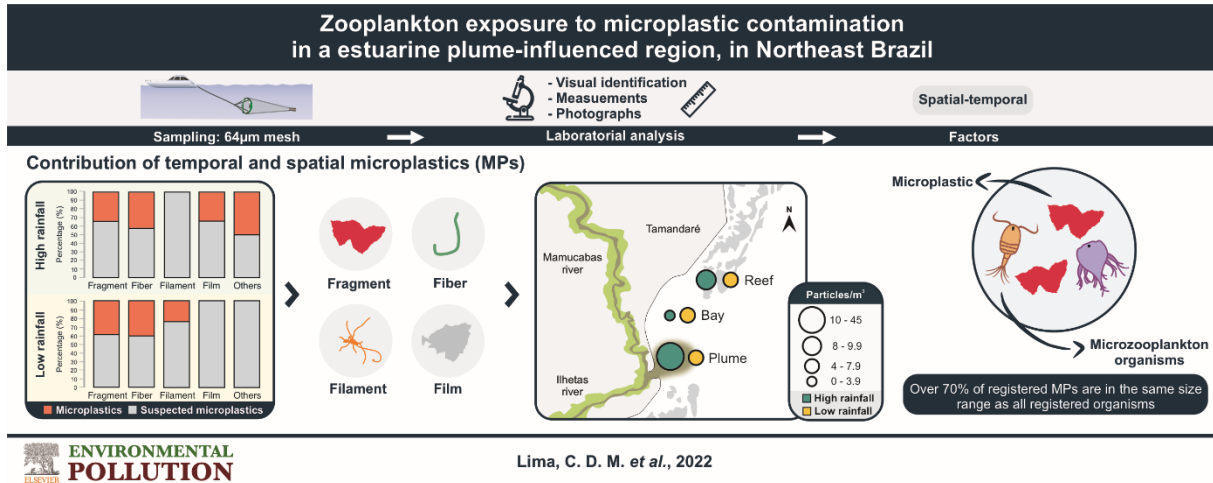 Zooplankton exposure to microplastic contamination
in a estuarine plume-influenced region, in Northeast Brazil
- Visual identification
- Measuements
- Photographs
Spatial-temporal
Sampling: 64µm mesh
Laboratorial analysis
Factors
Contribution of temporal and spatial microplastics (MPs)
High rainfall
Percentage (%)
100
90
80
70
60
50
40
30
20
10
0
Fragment Fiber Filament Film Others
Low rainfall
Percentage (%)
100
90
80
70
60
50
40
30
20
10
0
Fragment Fiber Filament Film Others
Microplastics Suspected microplastics
Fragment
Fiber
Filament
Film
N
Tamandaré
Mamucabas
river
Reef
Bay
Plume
Ilhetas
river
Particles/m³
10 - 45
8 - 9.9
4 - 7.9
0 - 3.9
High rainfall
Low rainfall
Microplastic
Microzooplankton
organisms
Over 70% of registered MPs are in the same size
range as all registered organisms
ELSEVIER
ENVIRONMENTAL
POLLUTION
Lima, C. D. M. et al., 2022